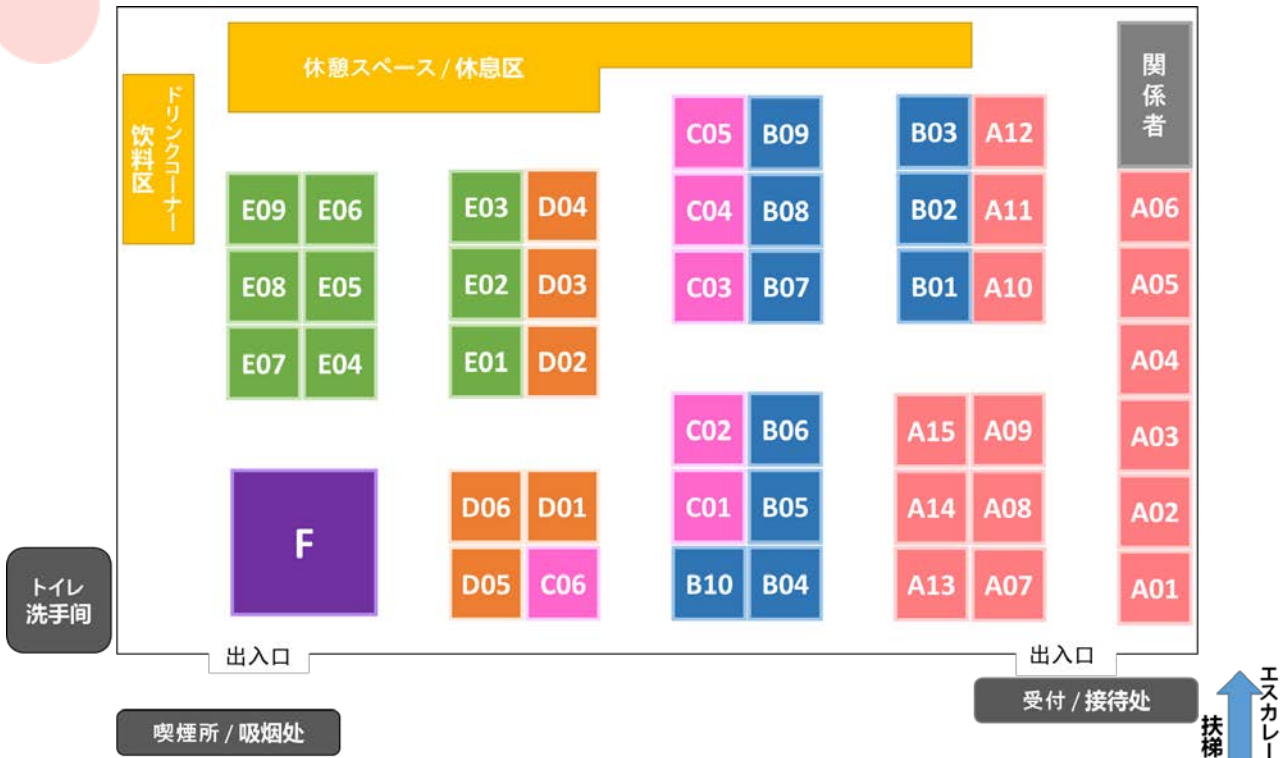 休憩スペース / 休息区
ドリンクコーナー
饮料区
関係者
C05 B09
B03 A12
C04 B08
B02 A11
C03 B07
B01 A10
E09 E06
E03 D04
E08 E05
E02 D03
E07 E04
E01 D02
A06
A05
A04
A03
A02
A01
C02 B06
A15 A09
C01 B05
A14 A08
B10 B04
A13 A07
F
D06 D01
D05 C06
トイレ
洗手间
出入口
出入口
受付 / 接待处
喫煙所 / 吸烟处
エスカレー
扶梯